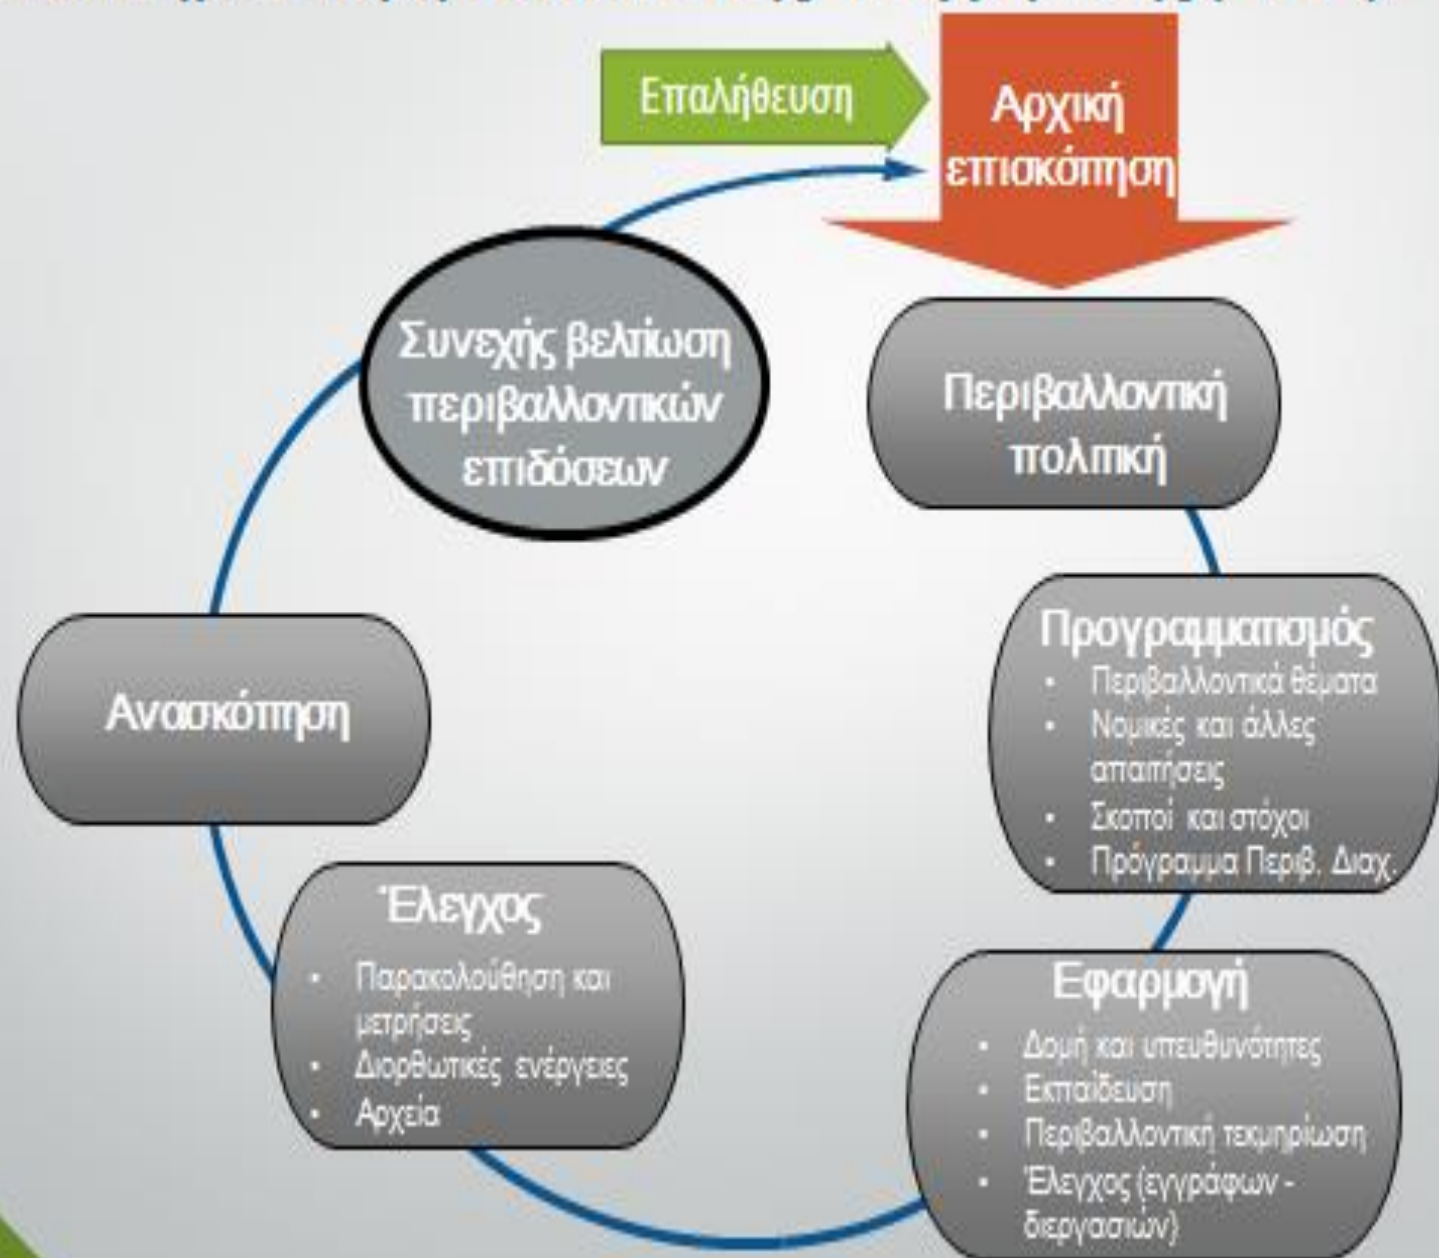 Επαλήθευση
Αρχική
επισκόπηση
Συνεχής βελτίωση
περιβαλλοντικών
επιδόσεων
Περιβαλλοντική
πολιτική
Προγραμματισμός
• Περιβαλλοντικά θέματα
• Νομικές και άλλες
απαιτήσεις
• Σκοποί και στόχοι
• Πρόγραμμα Περιβ. Διαχ.
Ανασκόπηση
Έλεγχος
• Παρακολούθηση και
μετρήσεις
• Διορθωτικές ενέργειες
• Αρχεία
Εφαρμογή
• Δομή και υπευθυνότητες
• Εκπαίδευση
• Περιβαλλοντική τεκμηρίωση
• Έλεγχος (εγγράφων -
διεργασιών)